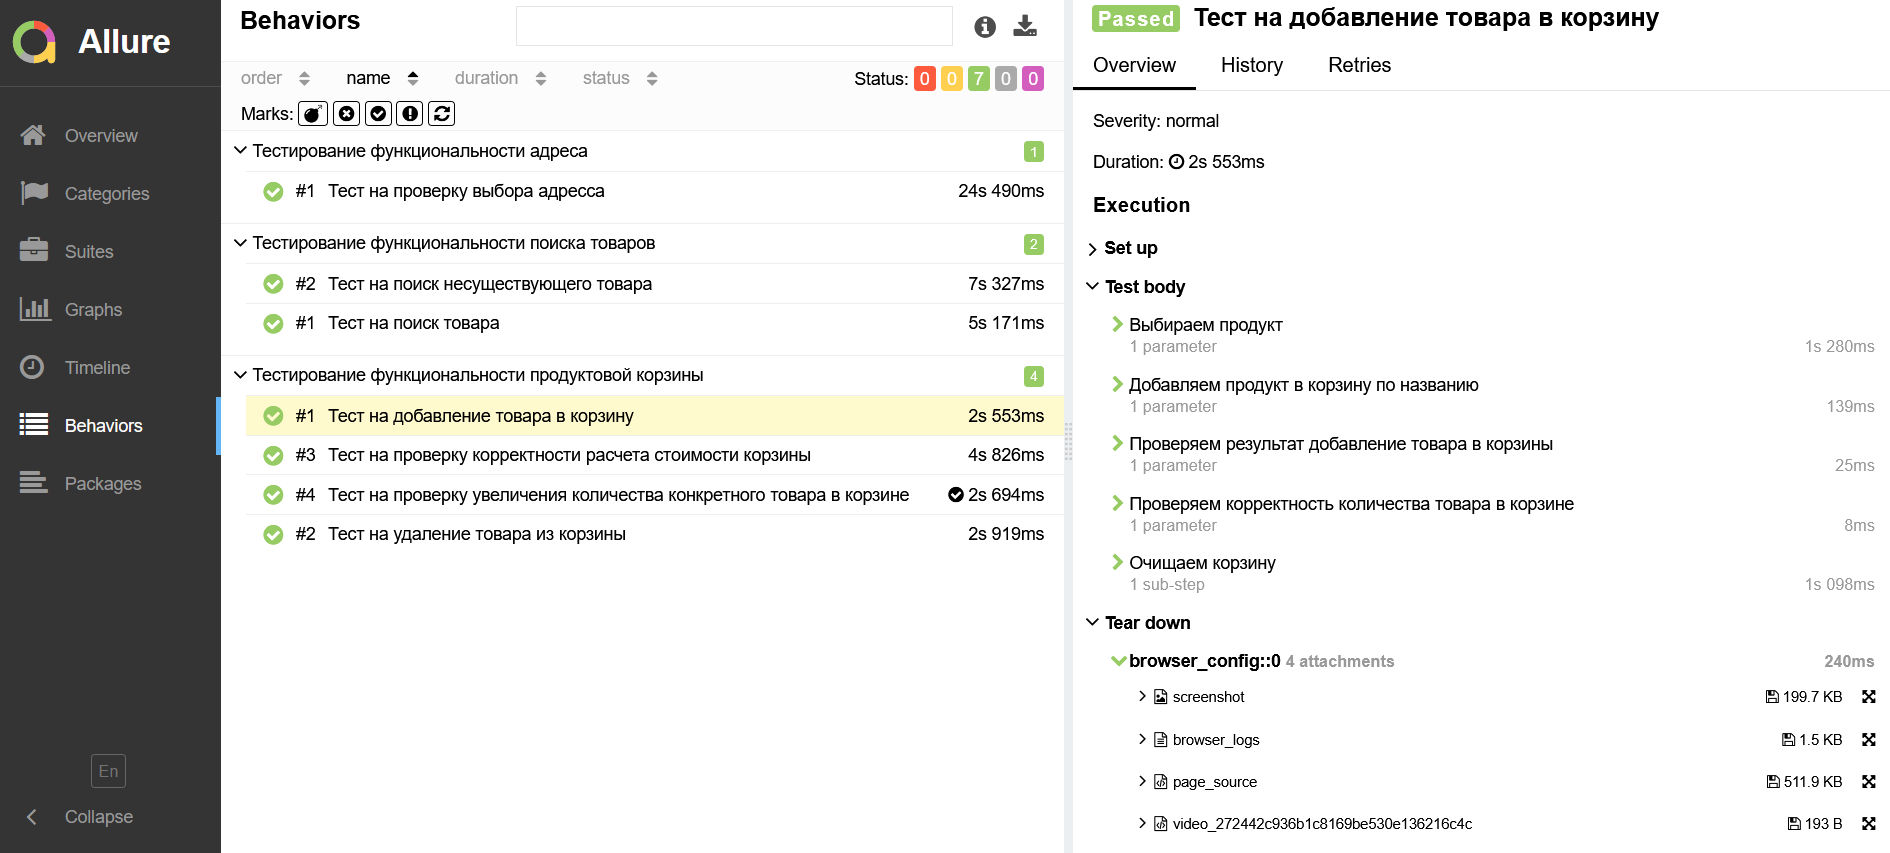 Allure
Overview
Categories
Suites
Graphs
Timeline
Behaviors
Packages
En
Collapse
Behaviors
order name duration status Status: 0 0 7 0 0
Marks:
Тестирование функциональности адреса 1
#1 Тест на проверку выбора адресса 24s 490ms
Тестирование функциональности поиска товаров 2
#2 Тест на поиск несуществующего товара 7s 327ms
#1 Тест на поиск товара 5s 171ms
Тестирование функциональности продуктовой корзины 4
#1 Тест на добавление товара в корзину 2s 553ms
#3 Тест на проверку корректности расчета стоимости корзины 4s 826ms
#4 Тест на проверку увеличения количества конкретного товара в корзине 2s 694ms
#2 Тест на удаление товара из корзины 2s 919ms
Passed Тест на добавление товара в корзину
Overview History Retries
Severity: normal
Duration: 2s 553ms
Execution
Set up
Test body
Выбираем продукт
1 parameter 1s 280ms
Добавляем продукт в корзину по названию
1 parameter 139ms
Проверяем результат добавление товара в корзины
1 parameter 25ms
Проверяем корректность количества товара в корзине
1 parameter 8ms
Очищаем корзину
1 sub-step 1s 098ms
Tear down
browser_config::0 4 attachments 240ms
screenshot 199.7 KB
browser_logs 1.5 KB
page_source 511.9 KB
video_272442c936b1c8169be530e136216c4c 193 B